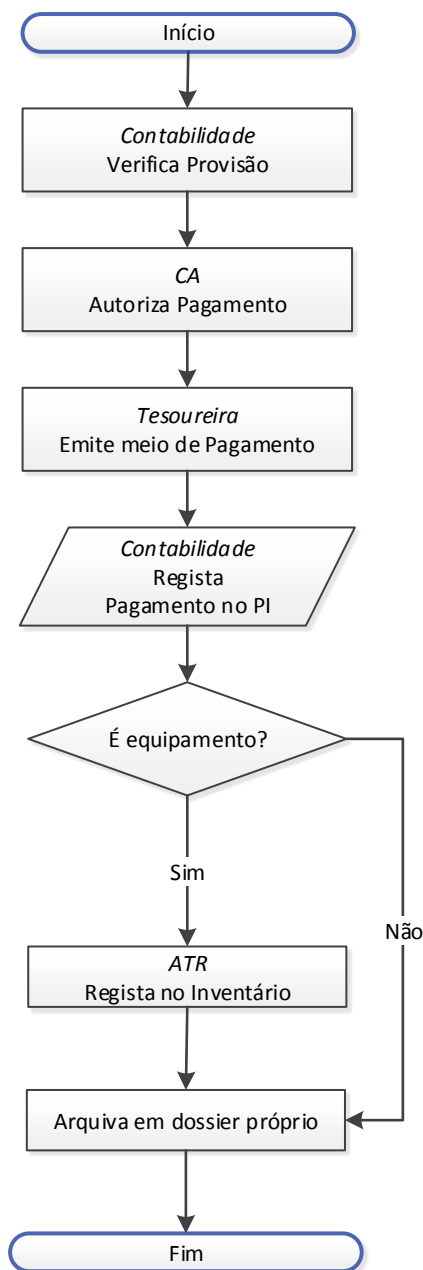 Início
Contabilidade
Verifica Provisão
CA
Autoriza Pagamento
Tesoureira
Emite meio de Pagamento
Contabilidade
Regista
Pagamento no PI
É equipamento?
Sim
Não
ATR
Regista no Inventário
Arquiva em dossier próprio
Fim